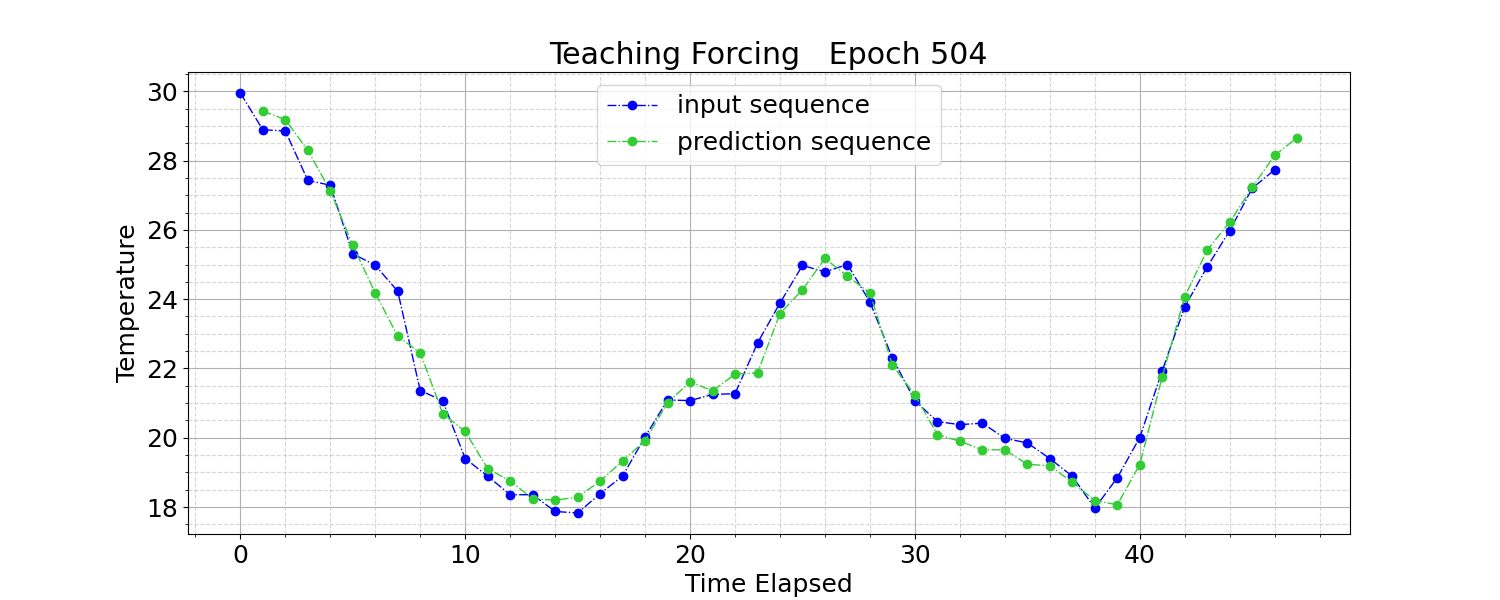 Teaching Forcing   Epoch 504
input sequence
prediction sequence
30
28
26
24
22
20
18
Temperature
0 10 20 30 40
Time Elapsed